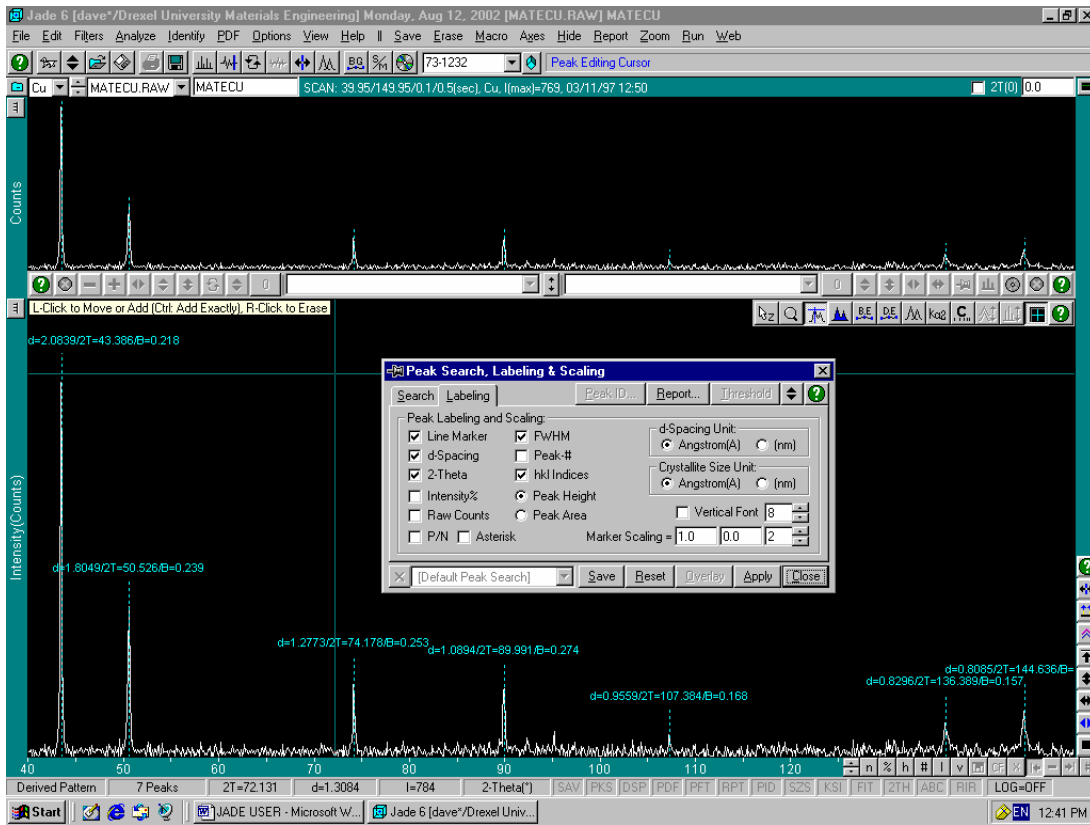 Jade 6 [dave*/Drexel University Materials Engineering] Monday, Aug 12, 2002 [MATECU.RAW] MATECU
File Edit Filters Analyze Identify PDF Options View Help || Save Erase Macro Axes Hide Report Zoom Run Web
BG S/M 73-1232 Peak Editing Cursor
Cu MATECU.RAW MATECU SCAN: 39.95/149.95/0.1/0.5(sec), Cu, I(max)=769, 03/11/97 12:50 2T(0) 0.0
Counts
0 0
L-Click to Move or Add (Ctrl: Add Exactly), R-Click to Erase
Z B.E. D.E. Kα2 C
d=2.0839/2T=43.386/B=0.218
Peak Search, Labeling & Scaling
Search Labeling Peak ID... Report... Threshold
Peak Labeling and Scaling:
Line Marker FWHM
d-Spacing Peak-#
2-Theta hkl Indices
Intensity% Peak Height
Raw Counts Peak Area
P/N Asterisk
d-Spacing Unit:
Angstrom(A) (nm)
Crystallite Size Unit:
Angstrom(A) (nm)
Vertical Font 8
Marker Scaling = 1.0 0.0 2
[Default Peak Search] Save Reset Overlay Apply Close
Intensity(Counts)
d=1.8049/2T=50.526/B=0.239
d=1.2773/2T=74.178/B=0.253
d=1.0894/2T=89.991/B=0.274
d=0.9559/2T=107.384/B=0.168
d=0.8296/2T=136.389/B=0.157
d=0.8085/2T=144.636/B=
40 50 60 70 80 90 100 110 120
n % h # l v CF X
Derived Pattern 7 Peaks 2T=72.131 d=1.3084 I=784 2-Theta(°) SAV PKS DSP PDF PFT RPT PID SZS KSI FIT 2TH ABC RIR LOG=OFF
Start JADE USER - Microsoft W... Jade 6 [dave*/Drexel Univ... EN 12:41 PM